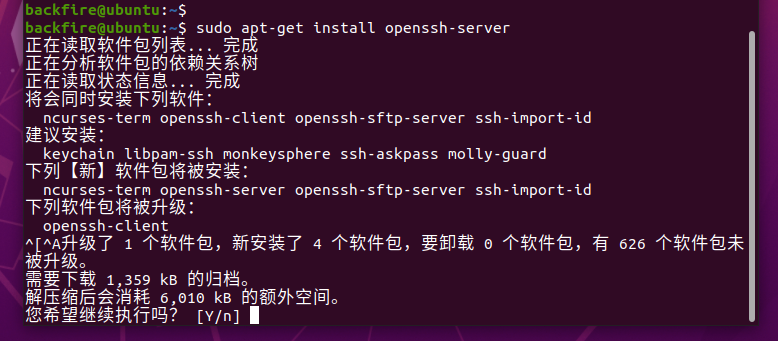 backfire@ubuntu:~$
backfire@ubuntu:~$ sudo apt-get install openssh-server
正在读取软件包列表... 完成
正在分析软件包的依赖关系树
正在读取状态信息... 完成
将会同时安装下列软件：
  ncurses-term openssh-client openssh-sftp-server ssh-import-id
建议安装：
  keychain libpam-ssh monkeysphere ssh-askpass molly-guard
下列【新】软件包将被安装：
  ncurses-term openssh-server openssh-sftp-server ssh-import-id
下列软件包将被升级：
  openssh-client
^[^A升级了 1 个软件包，新安装了 4 个软件包，要卸载 0 个软件包，有 626 个软件包未
被升级。
需要下载 1,359 kB 的归档。
解压缩后会消耗 6,010 kB 的额外空间。
您希望继续执行吗？ [Y/n]